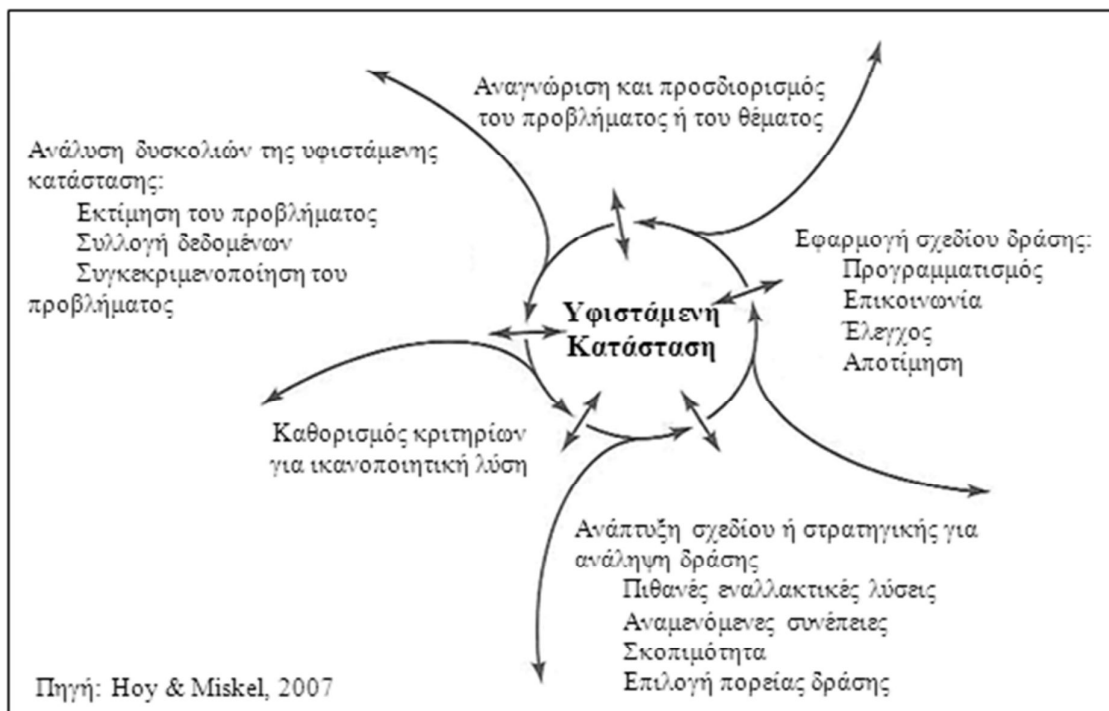 Αναγνώριση και προσδιορισμός
του προβλήματος ή του θέματος
Ανάλυση δυσκολιών της υφιστάμενης
κατάστασης:
Εκτίμηση του προβλήματος
Συλλογή δεδομένων
Συγκεκριμενοποίηση του
προβλήματος
Εφαρμογή σχεδίου δράσης:
Προγραμματισμός
Επικοινωνία
Έλεγχος
Αποτίμηση
Υφιστάμενη
Κατάσταση
Καθορισμός κριτηρίων
για ικανοποιητική λύση
Ανάπτυξη σχεδίου ή στρατηγικής για
ανάληψη δράσης
Πιθανές εναλλακτικές λύσεις
Αναμενόμενες συνέπειες
Σκοπιμότητα
Επιλογή πορείας δράσης
Πηγή: Hoy & Miskel, 2007